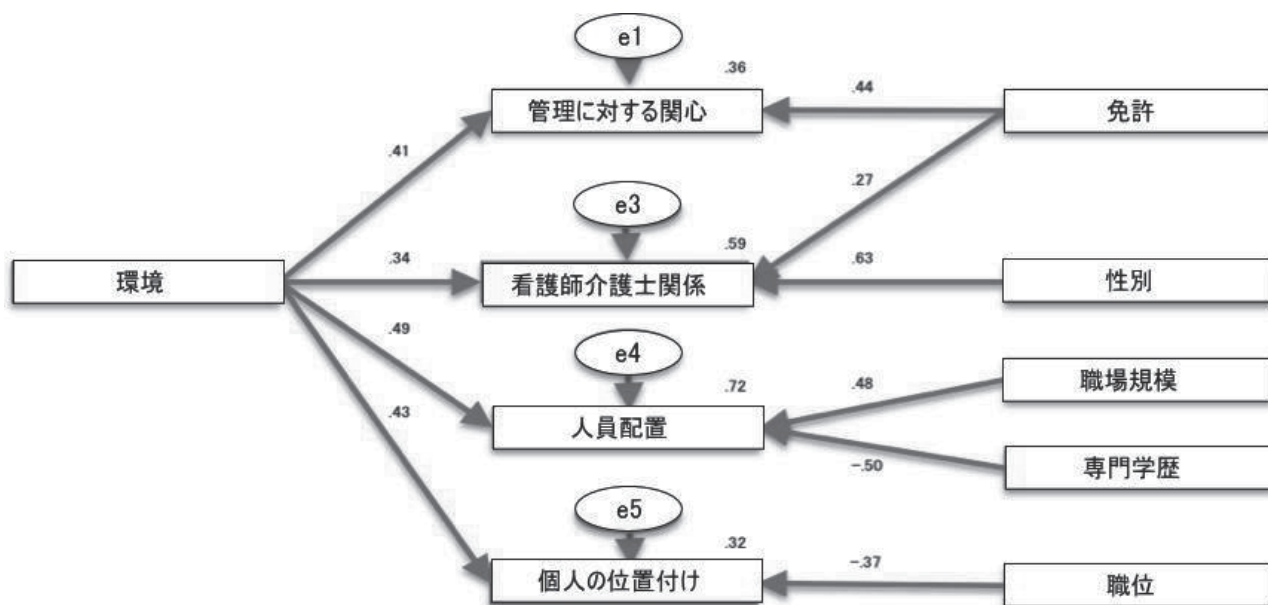 e1
.36
管理に対する関心
.44
免許
.41
.27
e3
.59
環境
.34
看護師介護士関係
.63
性別
.49
e4
.72
人員配置
.48
職場規模
-.50
専門学歴
.43
e5
.32
個人の位置付け
-.37
職位